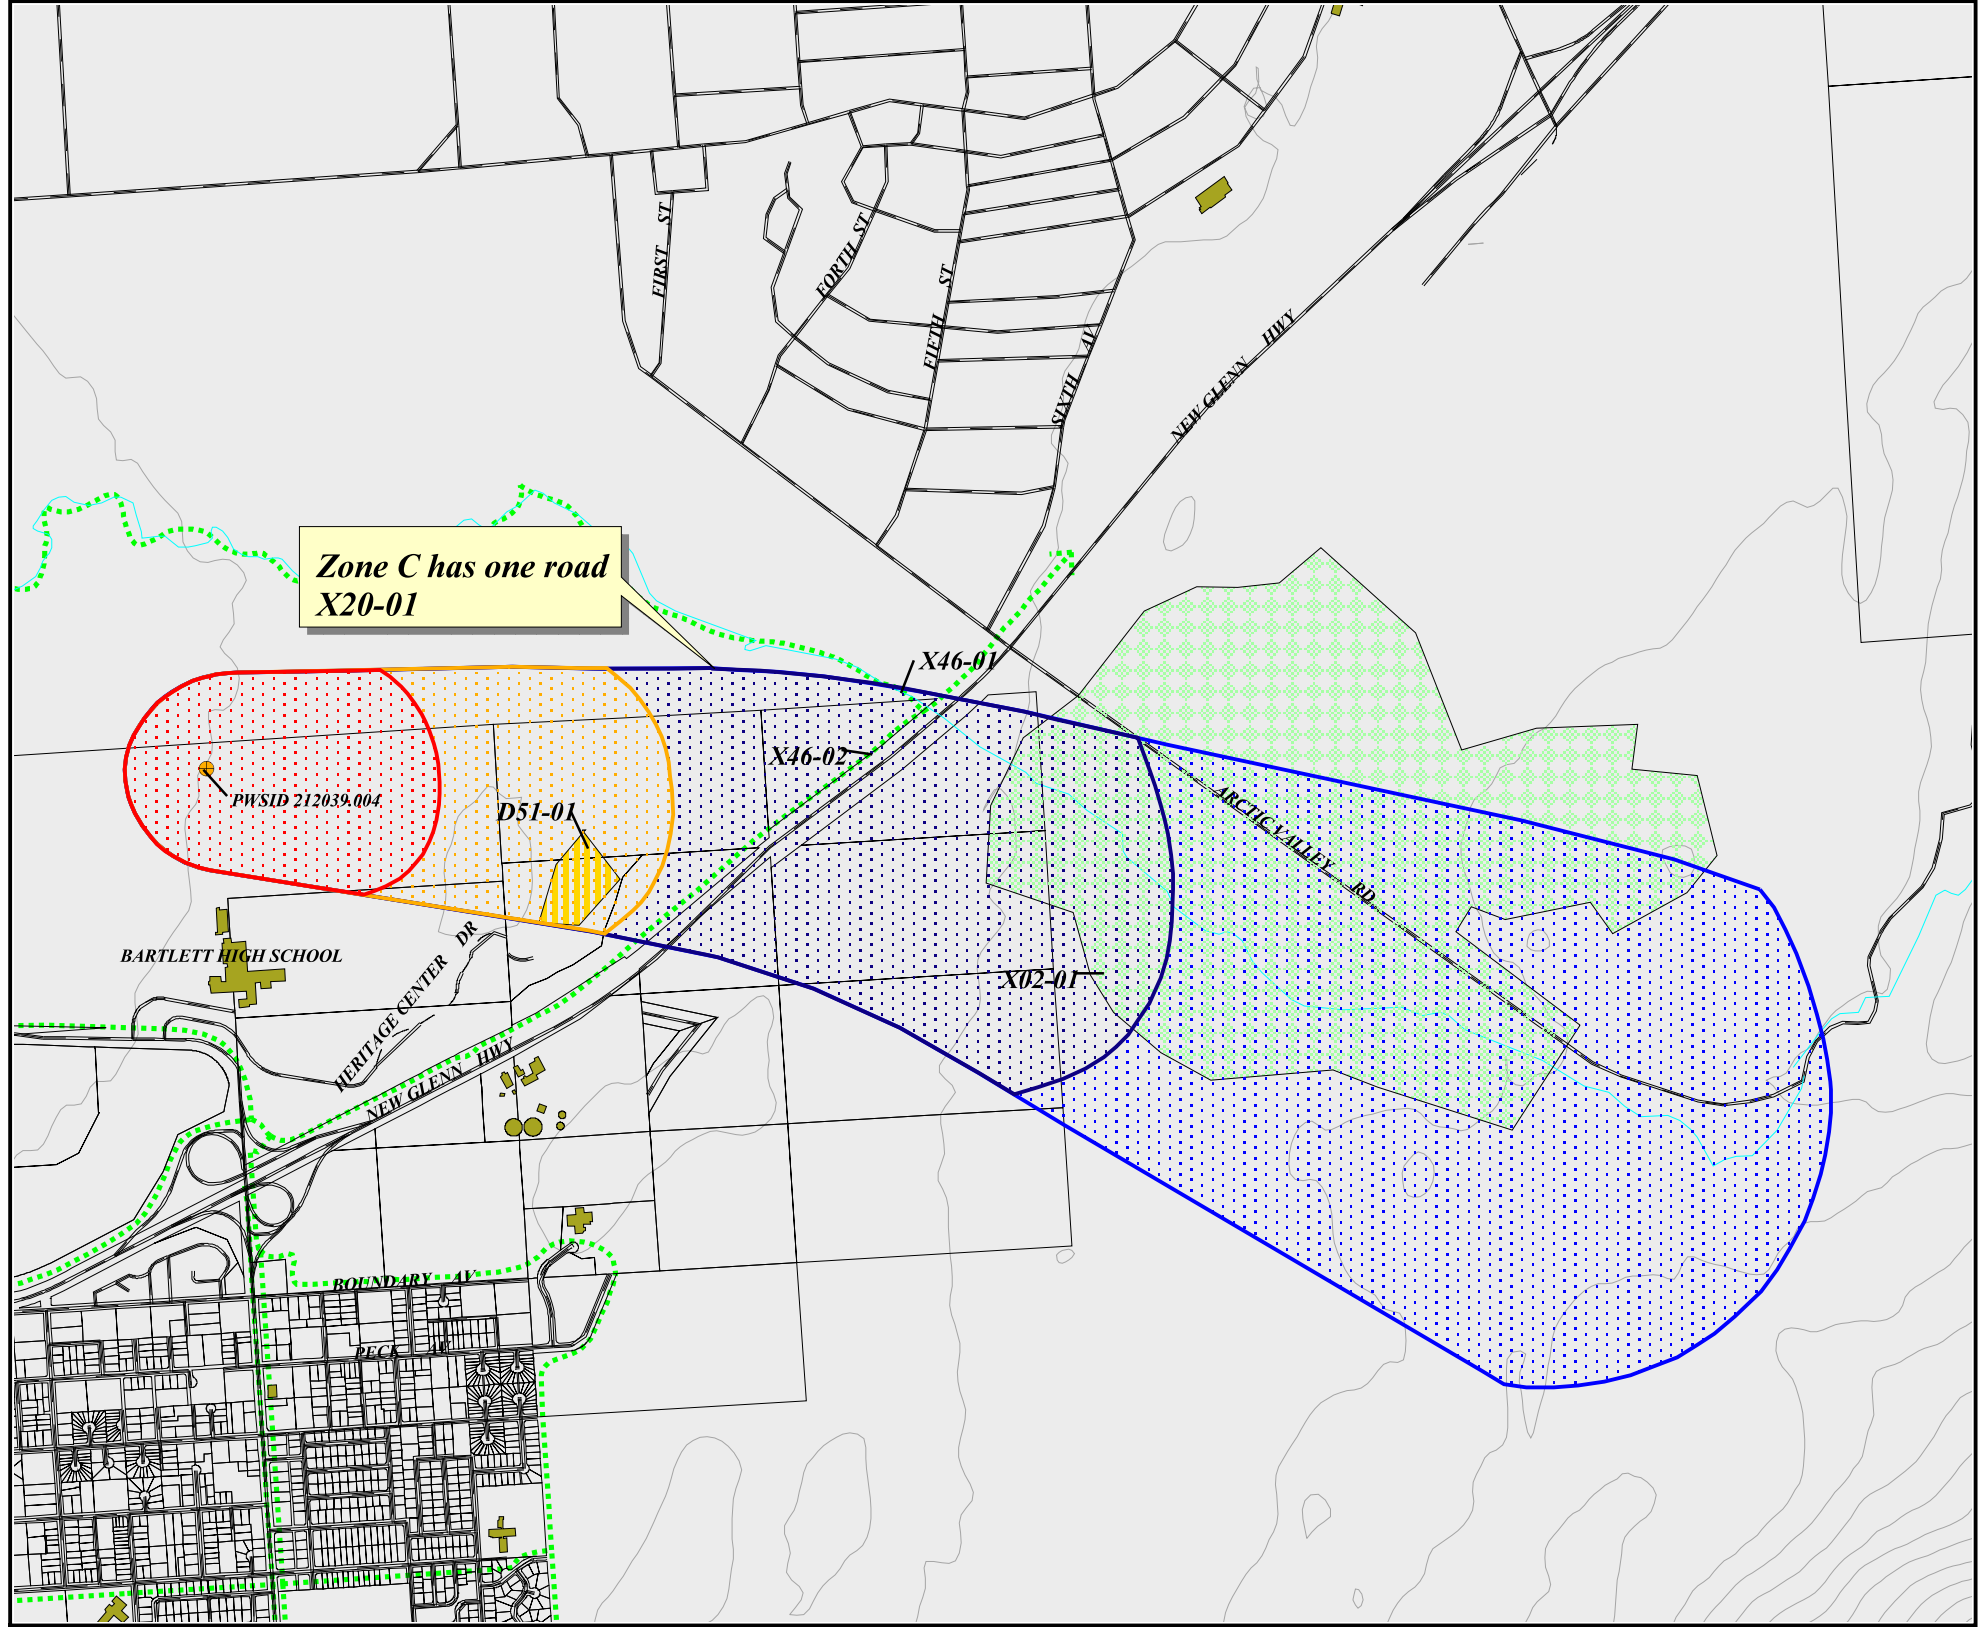 FIRST ST
FORTH ST
FIETH ST
SIXTH AV
NEW GLENN HWY
Zone C has one road
X20-01
X46-01
X46-02
PWSID 212039.004
D51-01
ARCTIC VALLEY RD
BARTLETT HIGH SCHOOL
HERITAGE CENTER DR
X02-01
NEW GLENN HWY
BOUNDARY AV
PECK AV